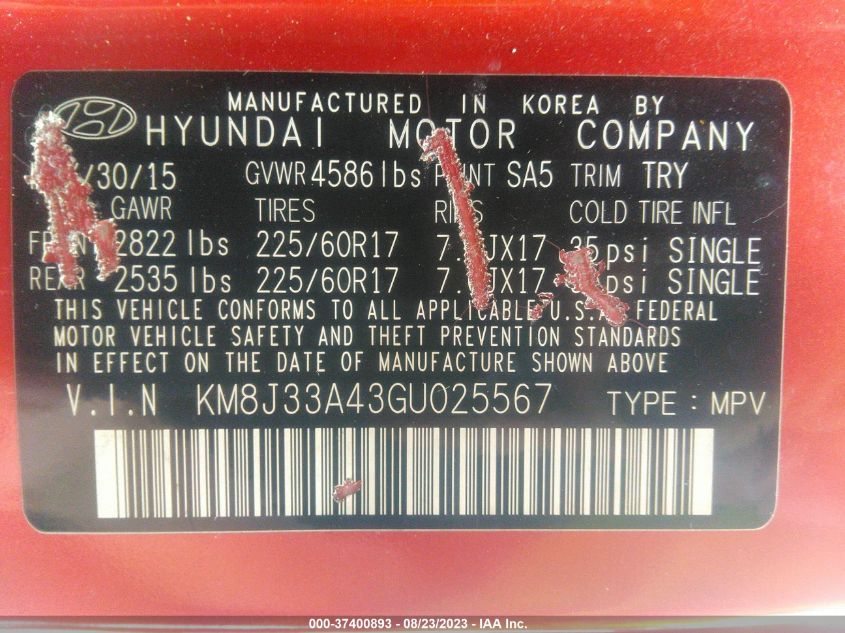 MANUFACTURED IN KOREA BY
HYUNDAI MOTOR COMPANY
/30/15 GVWR 4586 lbs SA5 TRIM TRY
GAWR TIRES COLD TIRE INFL
2822 lbs 225/60R17 JX17 psi SINGLE
2535 lbs 225/60R17 JX17 psi SINGLE
THIS VEHICLE CONFORMS TO ALL APPLICABLE U.S.A. FEDERAL
MOTOR VEHICLE SAFETY AND THEFT PREVENTION STANDARDS
IN EFFECT ON THE DATE OF MANUFACTURE SHOWN ABOVE
V.I.N KM8J33A43GU025567 TYPE : MPV
000-37400893 - 08/23/2023 - IAA Inc.